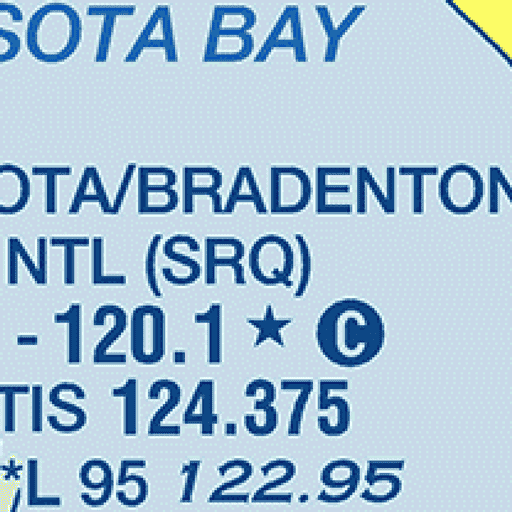 SOTA BAY
OTA/BRADENTON
NTL (SRQ)
- 120.1 ★ C
TIS 124.375
*L 95 122.95